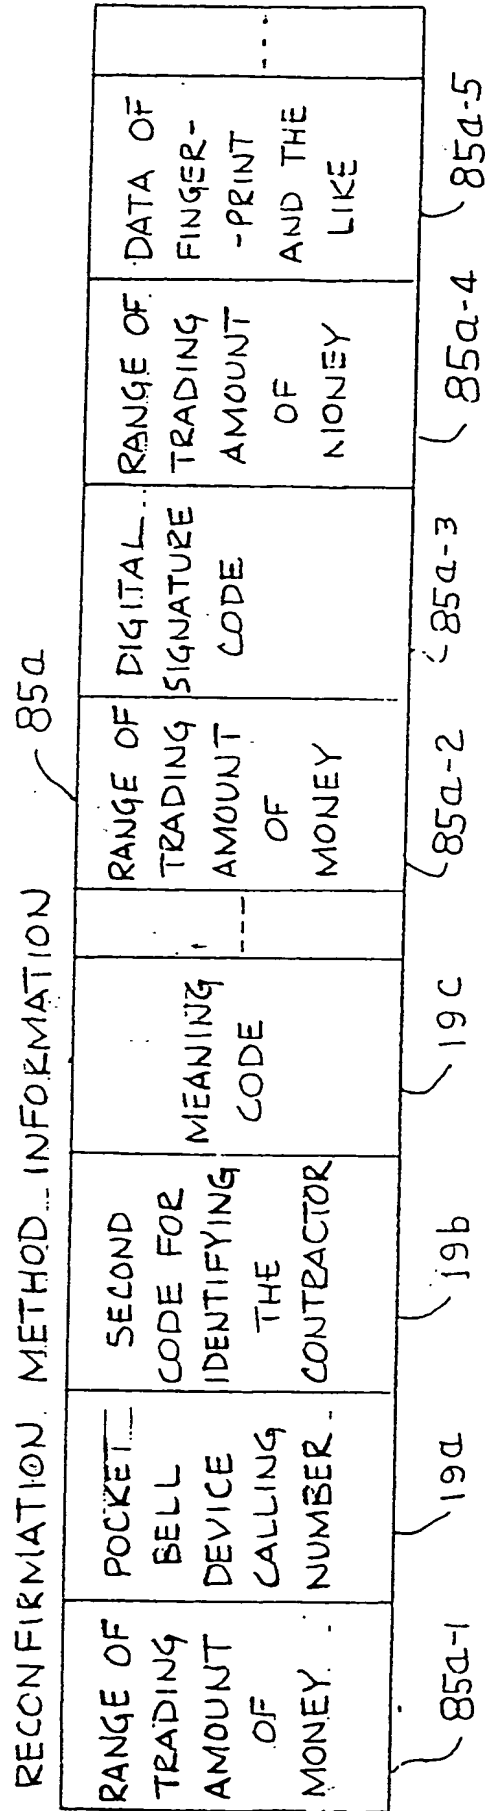 RECONFIRMATION METHOD INFORMATION
85a
RANGE OF
TRADING
AMOUNT
OF
MONEY
POCKET
BELL
DEVICE
CALLING
NUMBER
SECOND
CODE FOR
IDENTIFYING
THE
CONTRACTOR
MEANING
CODE
---
RANGE OF
TRADING
AMOUNT
OF
MONEY
DIGITAL
SIGNATURE
CODE
RANGE OF
TRADING
AMOUNT
OF
MONEY
DATA OF
FINGER-
-PRINT
AND THE
LIKE
---
85a-1
19a
19b
19c
85a-2
85a-3
85a-4
85a-5